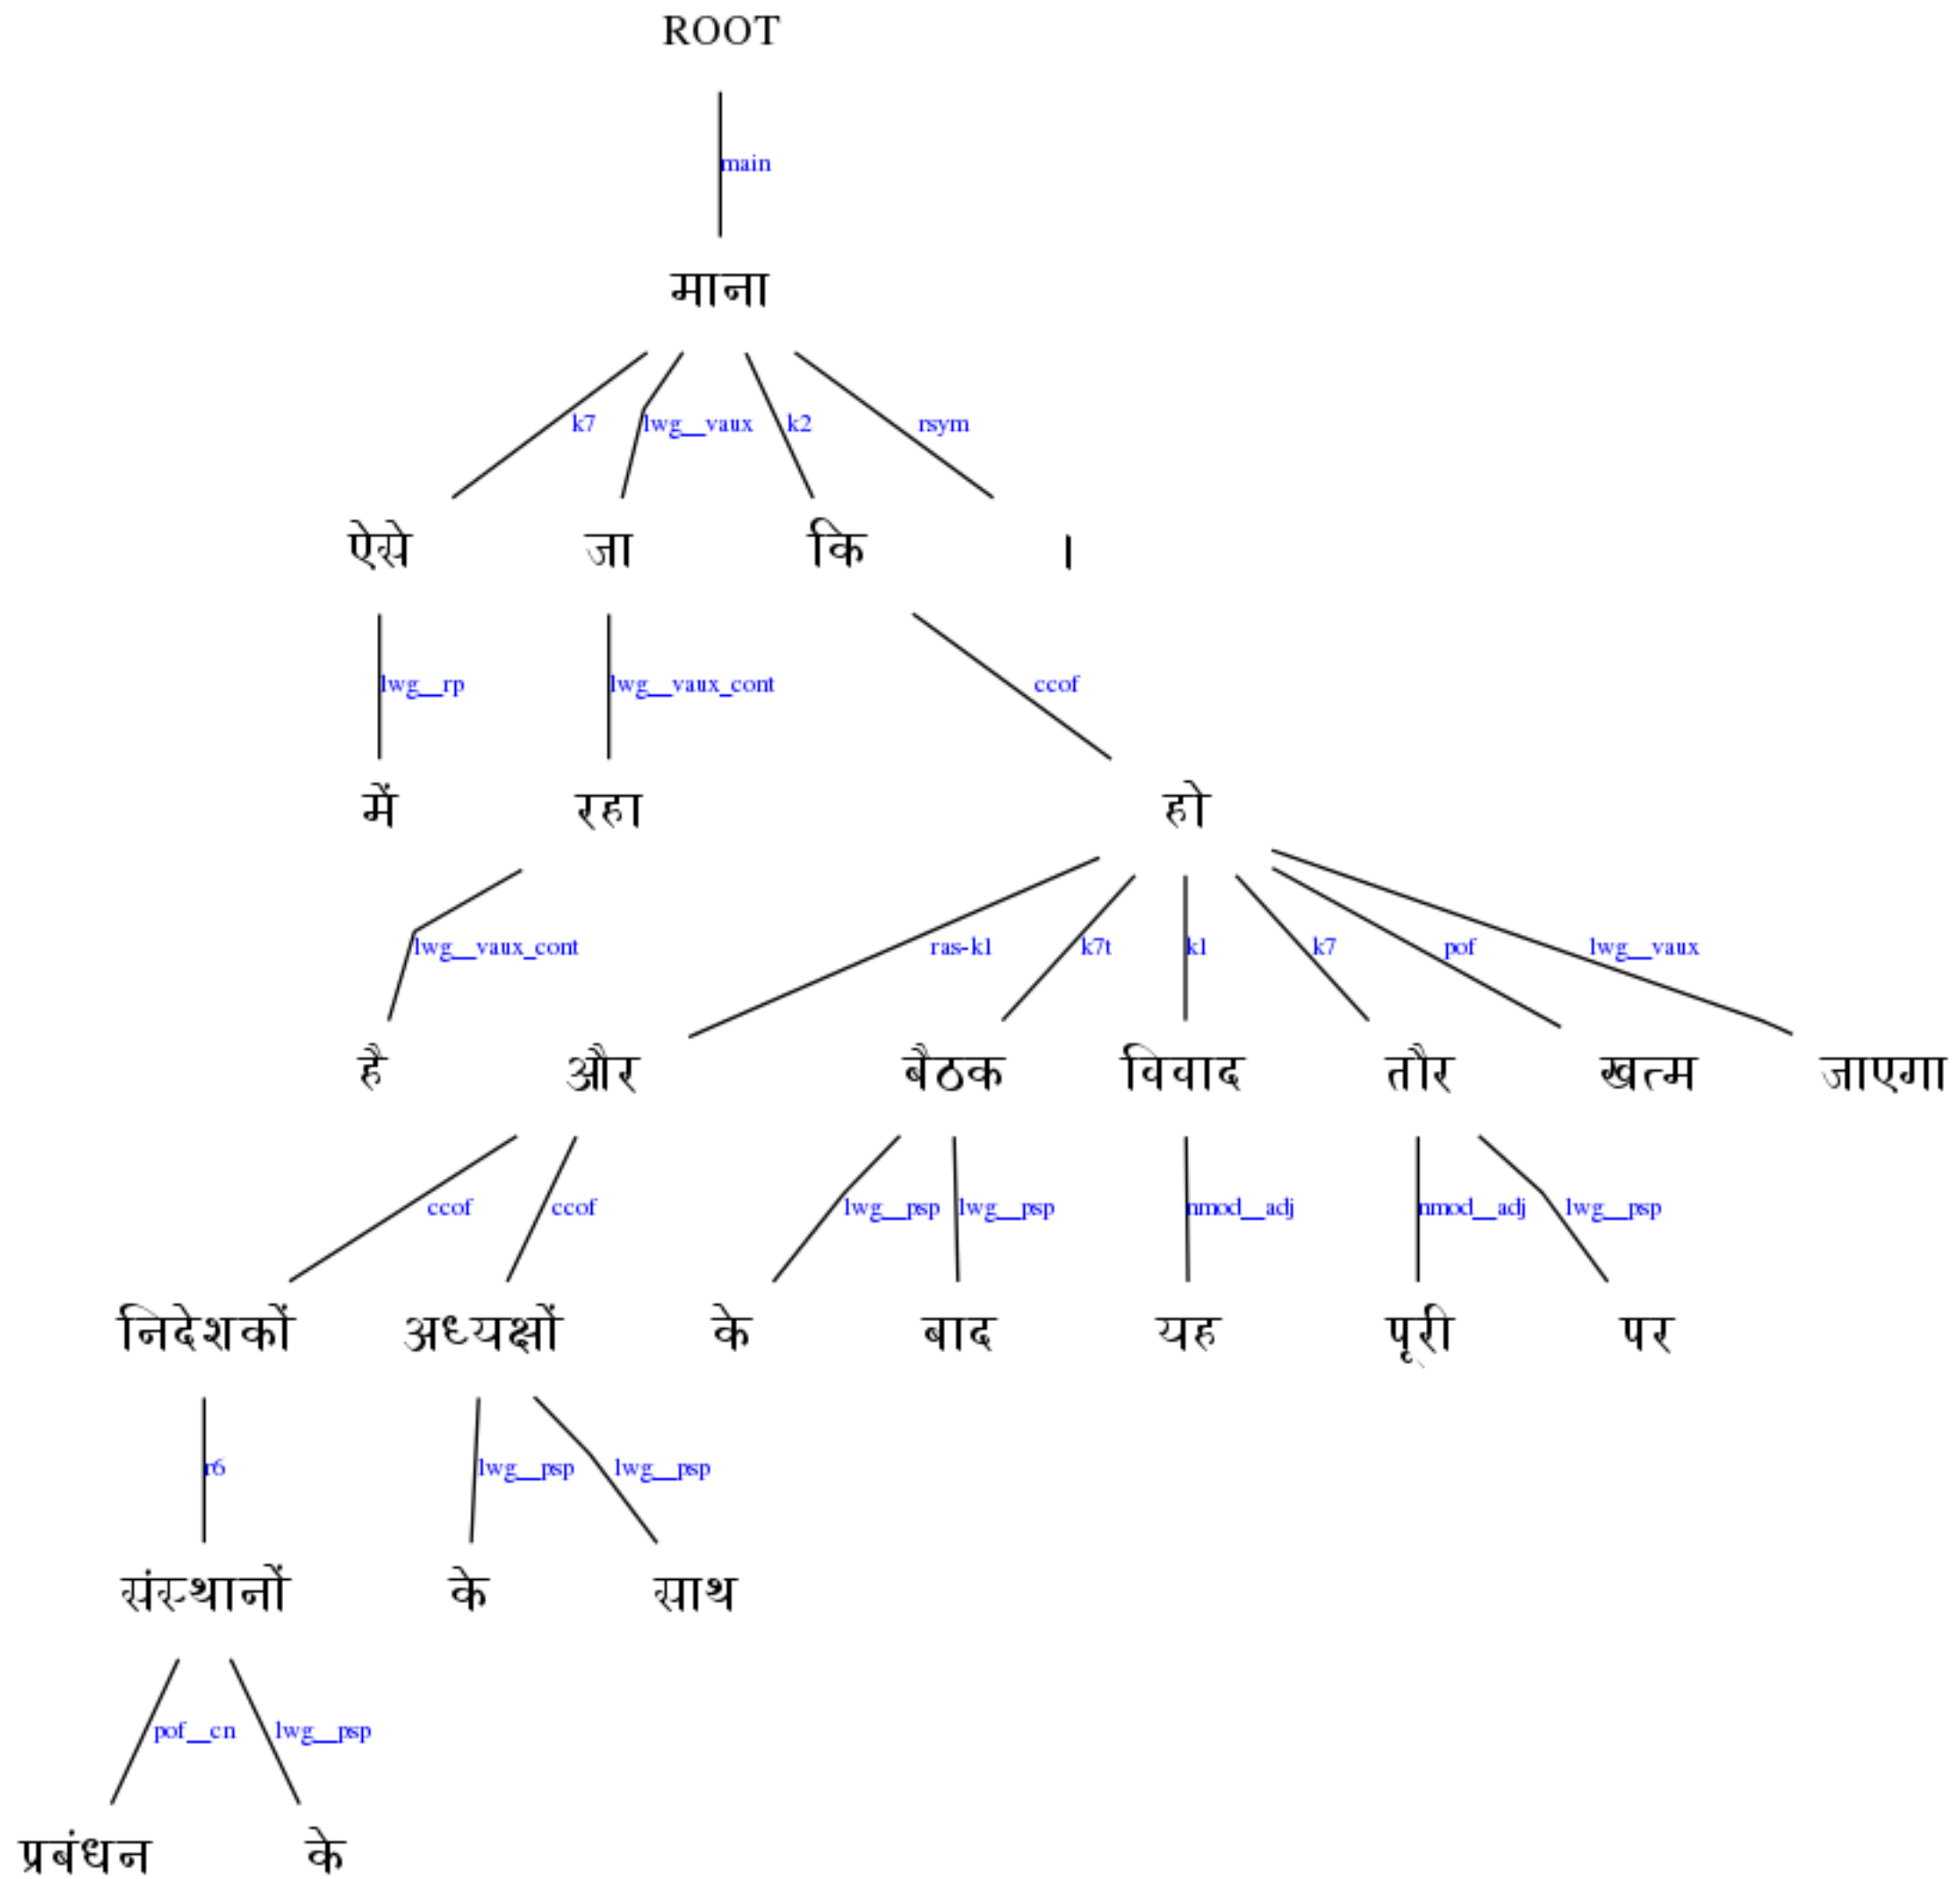 ROOT
main
माना
k7 lwg__vaux k2 rsym
ऐसे जा कि ।
lwg__rp lwg__vaux_cont ccof
में रहा हो
lwg__vaux_cont ras-k1 k7t k1 k7 pof lwg__vaux
है और बैठक विवाद तौर खत्म जाएगा
ccof ccof lwg__psp lwg__psp nmod__adj nmod__adj lwg__psp
निदेशकों अध्यक्षों के बाद यह पूरी पर
r6 lwg__psp lwg__psp
संस्थानों के साथ
pof__cn lwg__psp
प्रबंधन के